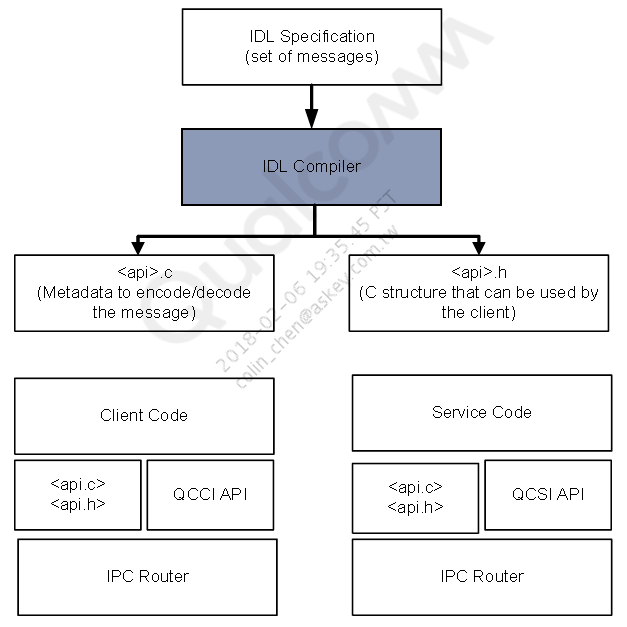 IDL Specification
(set of messages)
IDL Compiler
<api>.c
(Metadata to encode/decode
the message)
<api>.h
(C structure that can be used by
the client)
Qualcomm
2018-02-06 19:35:45 PST
colin_chen@askey.com.tw
Client Code
Service Code
<api.c>
<api.h>
QCCI API
<api.c>
<api.h>
QCSI API
IPC Router
IPC Router